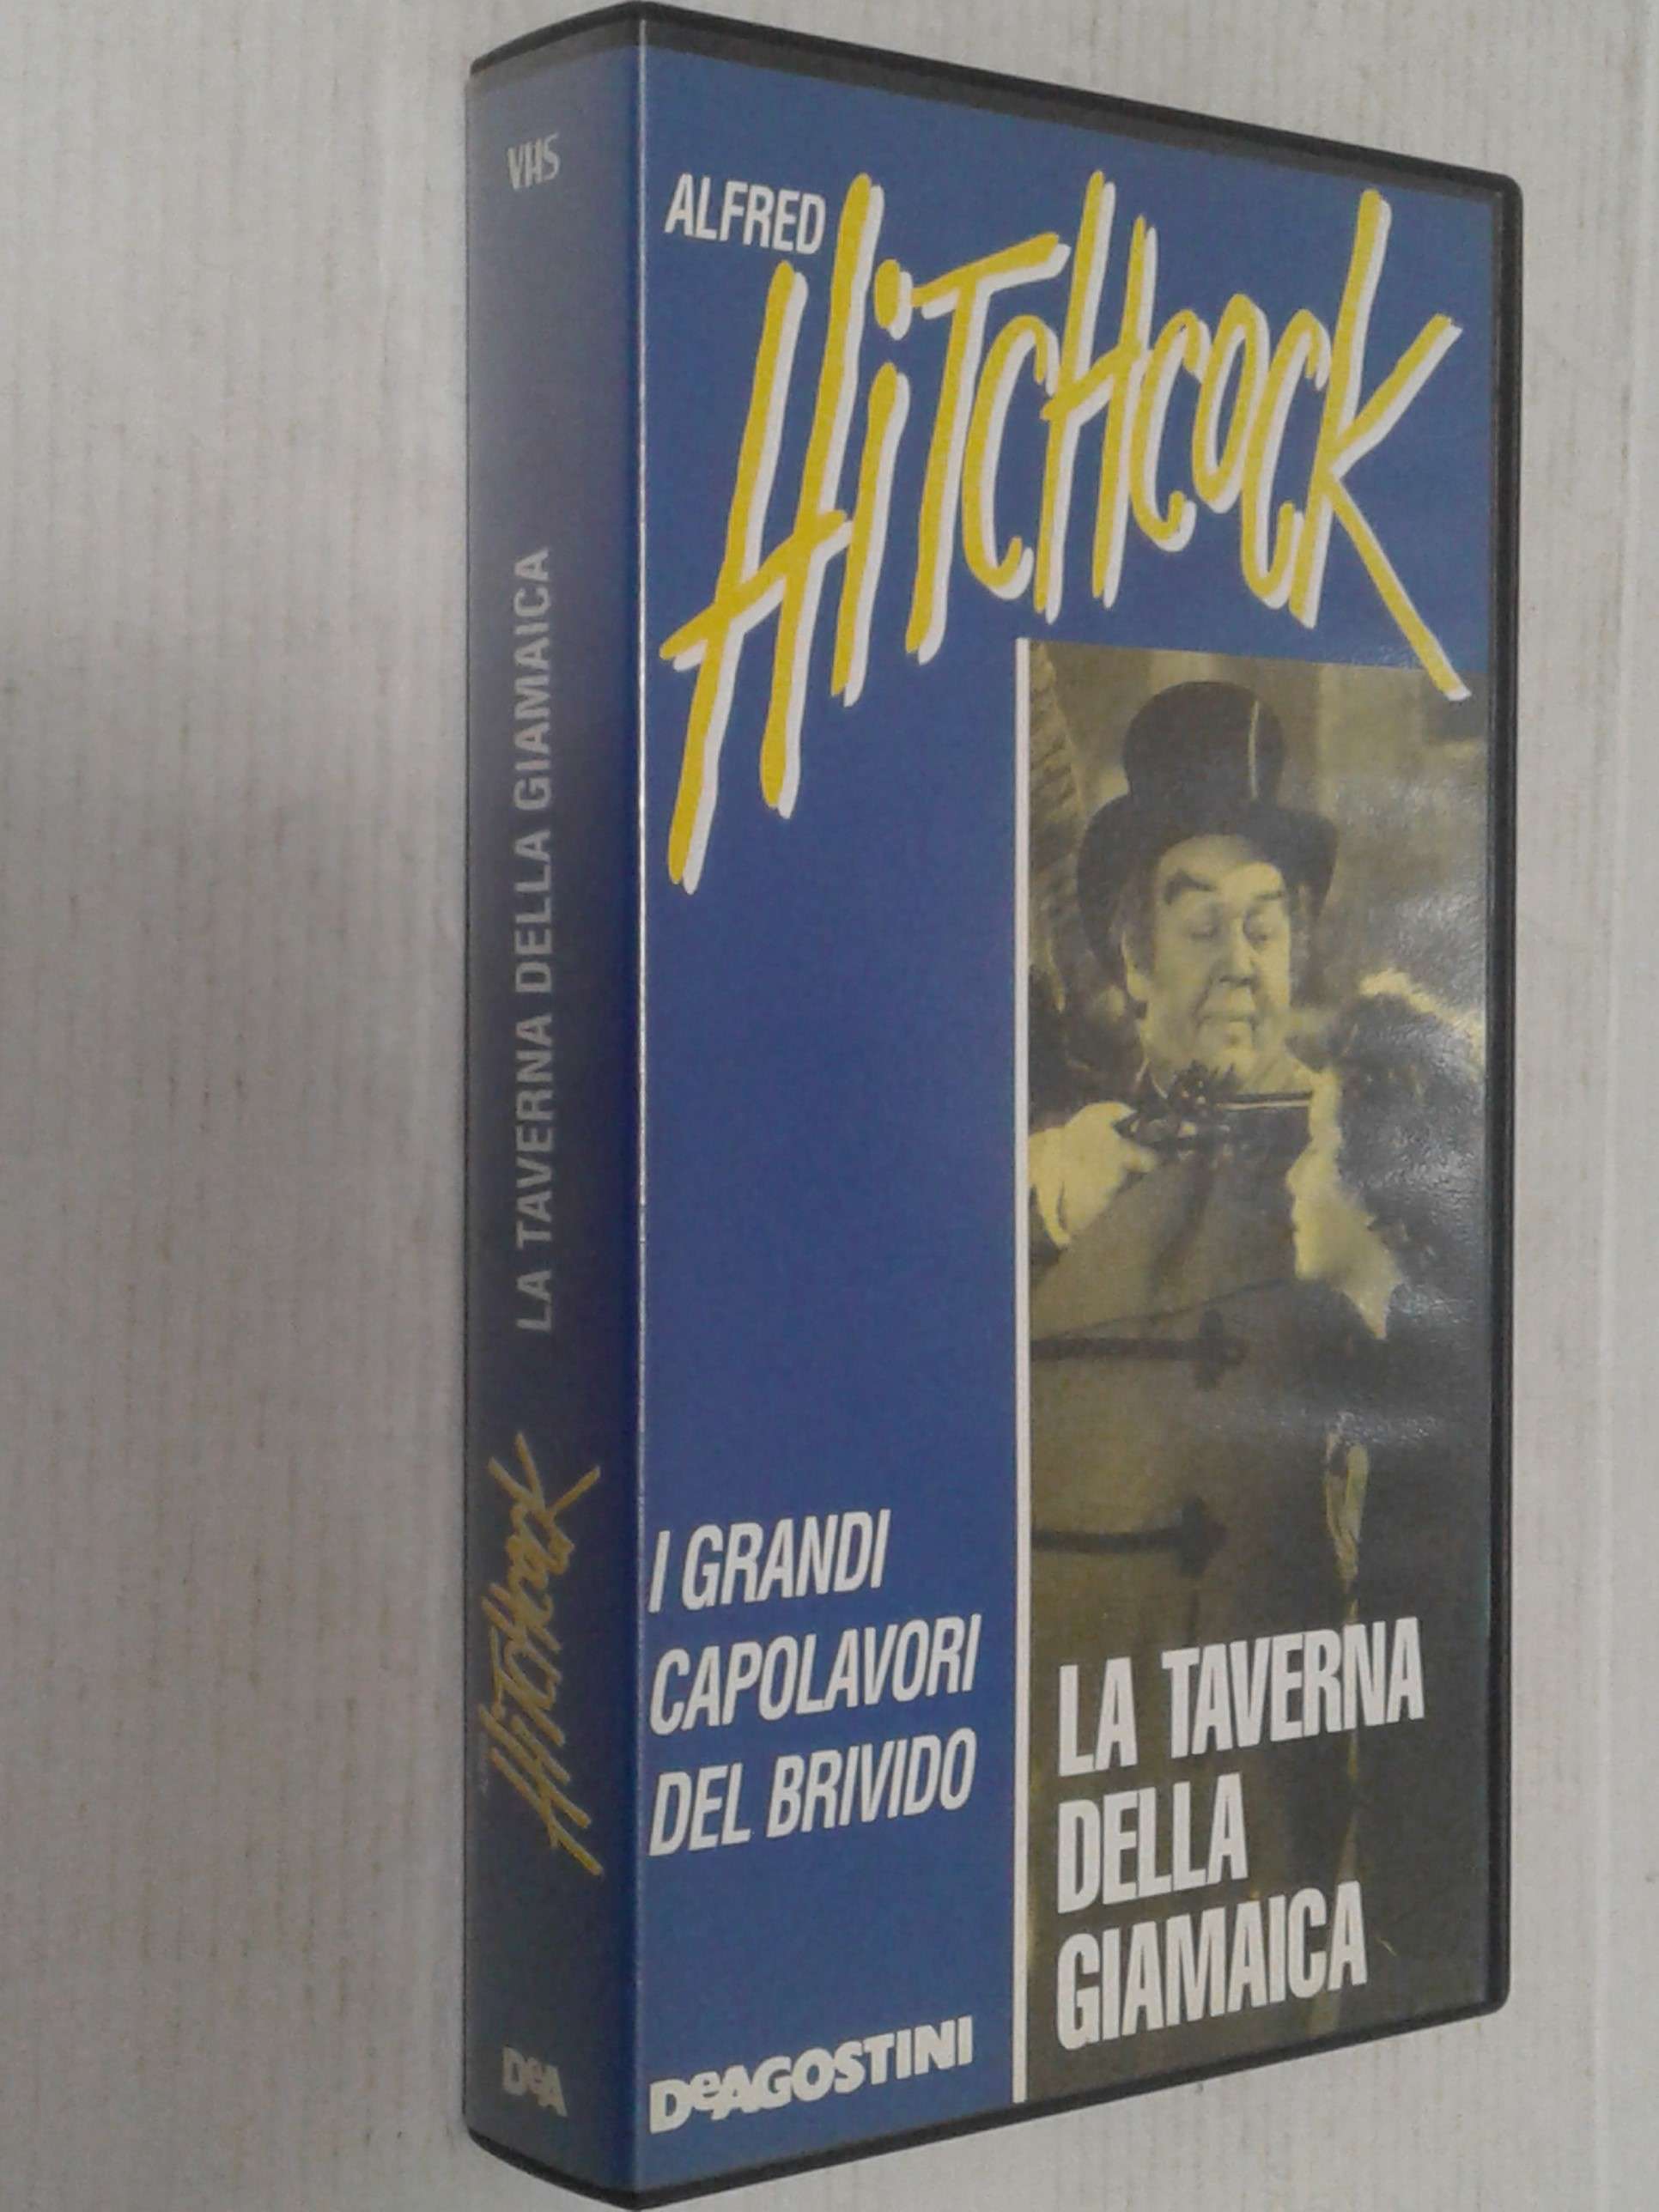 VHS
LA TAVERNA DELLA GIAMAICA
HiTCHcock
DeA
ALFRED
HiTCHcock
I GRANDI
CAPOLAVORI
DEL BRIVIDO
DeAGOSTINI
LA TAVERNA
DELLA
GIAMAICA